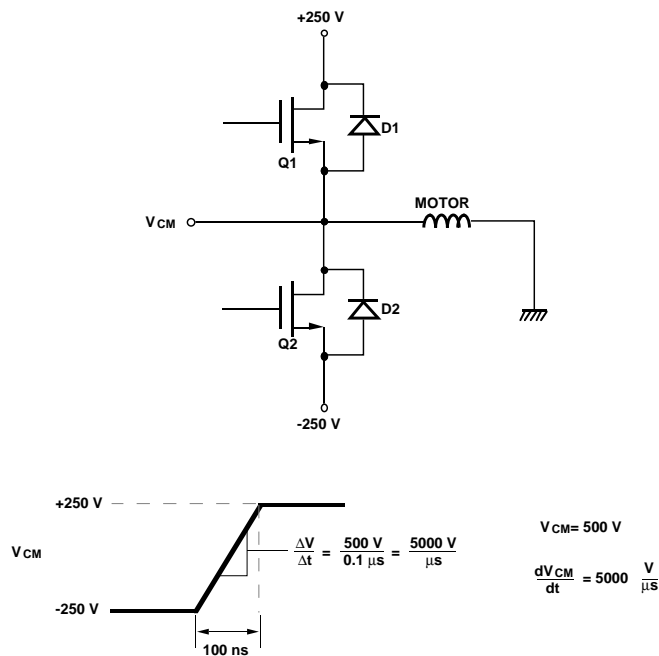 +250 V
D1
Q1
MOTOR
V CM
D2
Q2
-250 V
+250 V
V CM
-250 V
ΔV/Δt = 500 V/0.1 µs = 5000 V/µs
100 ns
V CM = 500 V
dV CM/dt = 5000 V/µs